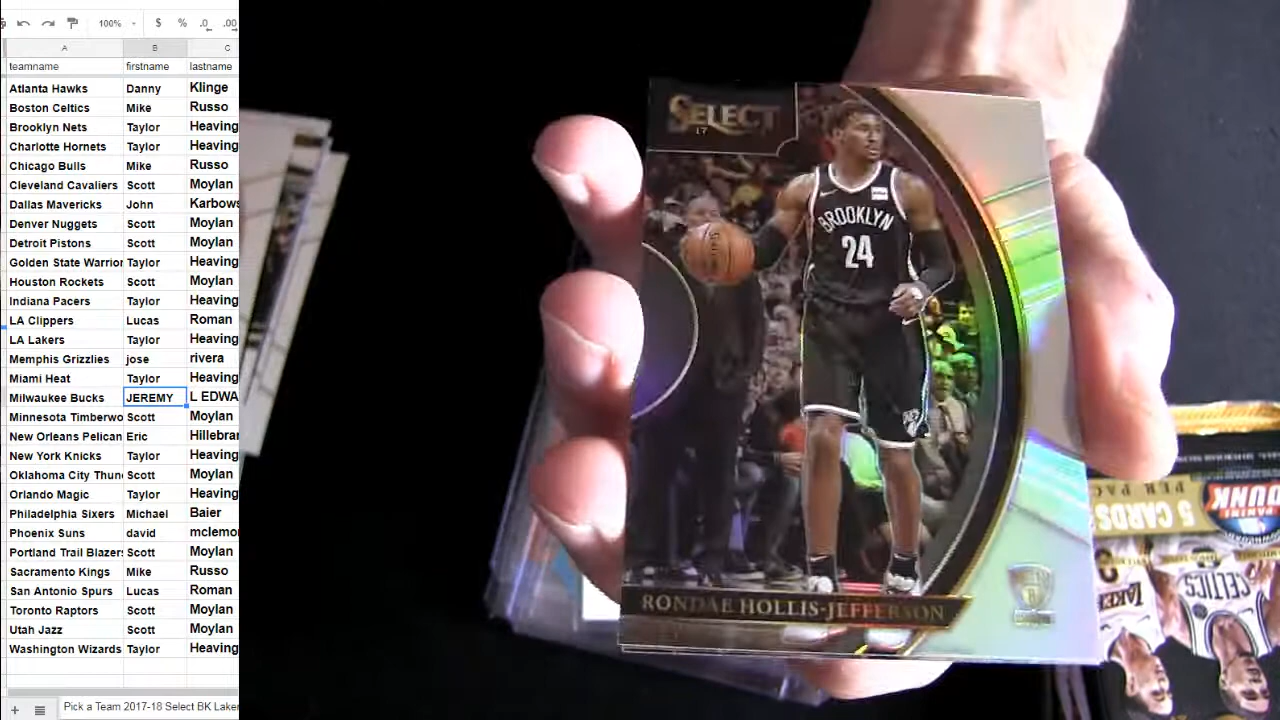 100% $ % .0 .00
A B C
teamname firstname lastname
Atlanta Hawks Danny Klinge
Boston Celtics Mike Russo
Brooklyn Nets Taylor Heaving
Charlotte Hornets Taylor Heaving
Chicago Bulls Mike Russo
Cleveland Cavaliers Scott Moylan
Dallas Mavericks John Karbows
Denver Nuggets Scott Moylan
Detroit Pistons Scott Moylan
Golden State Warrior Taylor Heaving
Houston Rockets Scott Moylan
Indiana Pacers Taylor Heaving
LA Clippers Lucas Roman
LA Lakers Taylor Heaving
Memphis Grizzlies jose rivera
Miami Heat Taylor Heaving
Milwaukee Bucks JEREMY L EDWA
Minnesota Timberwo Scott Moylan
New Orleans Pelican Eric Hillebrar
New York Knicks Taylor Heaving
Oklahoma City Thun Scott Moylan
Orlando Magic Taylor Heaving
Philadelphia Sixers Michael Baier
Phoenix Suns david mclemor
Portland Trail Blazers Scott Moylan
Sacramento Kings Mike Russo
San Antonio Spurs Lucas Roman
Toronto Raptors Scott Moylan
Utah Jazz Scott Moylan
Washington Wizards Taylor Heaving
Pick a Team 2017-18 Select BK Laker
SELECT
17
BROOKLYN
24
RONDAE HOLLIS-JEFFERSON
5 CARDS
PER PAC
PANINI
DUNK
LAKER
CELTICS